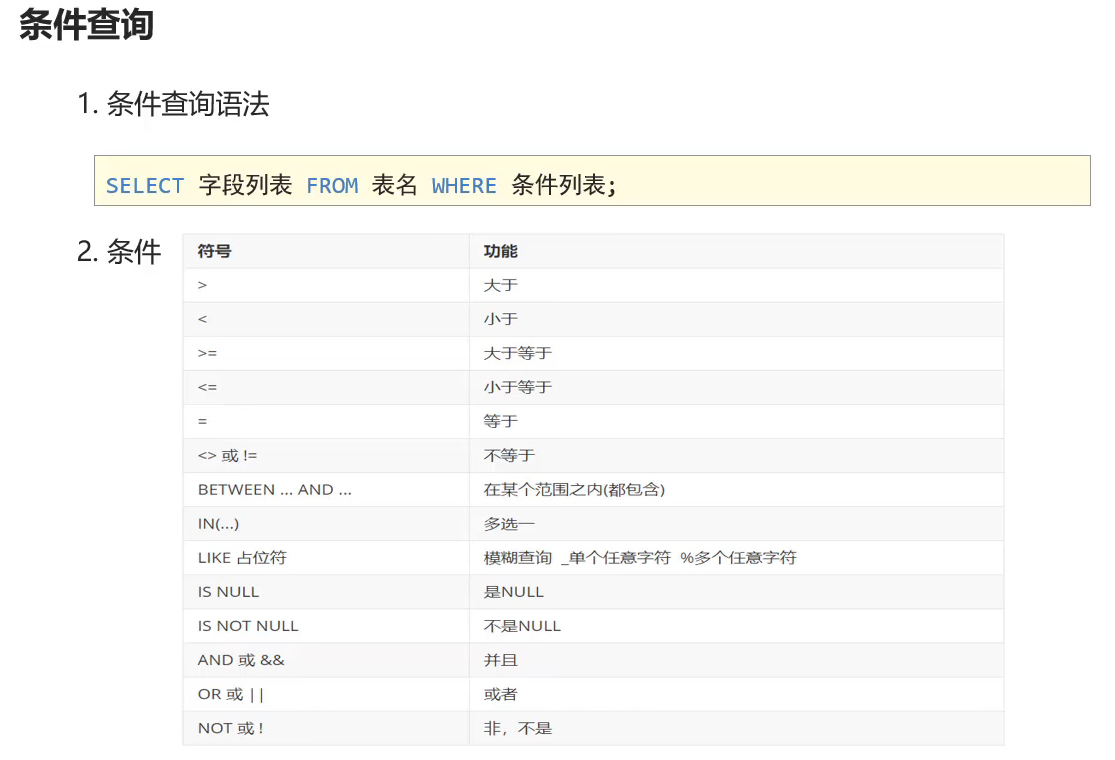 条件查询
1. 条件查询语法
SELECT 字段列表 FROM 表名 WHERE 条件列表;
2. 条件
符号 功能
> 大于
< 小于
>= 大于等于
<= 小于等于
= 等于
<> 或 != 不等于
BETWEEN ... AND ... 在某个范围之内(都包含)
IN(...) 多选一
LIKE 占位符 模糊查询 _单个任意字符 %多个任意字符
IS NULL 是NULL
IS NOT NULL 不是NULL
AND 或 && 并且
OR 或 || 或者
NOT 或 ! 非，不是